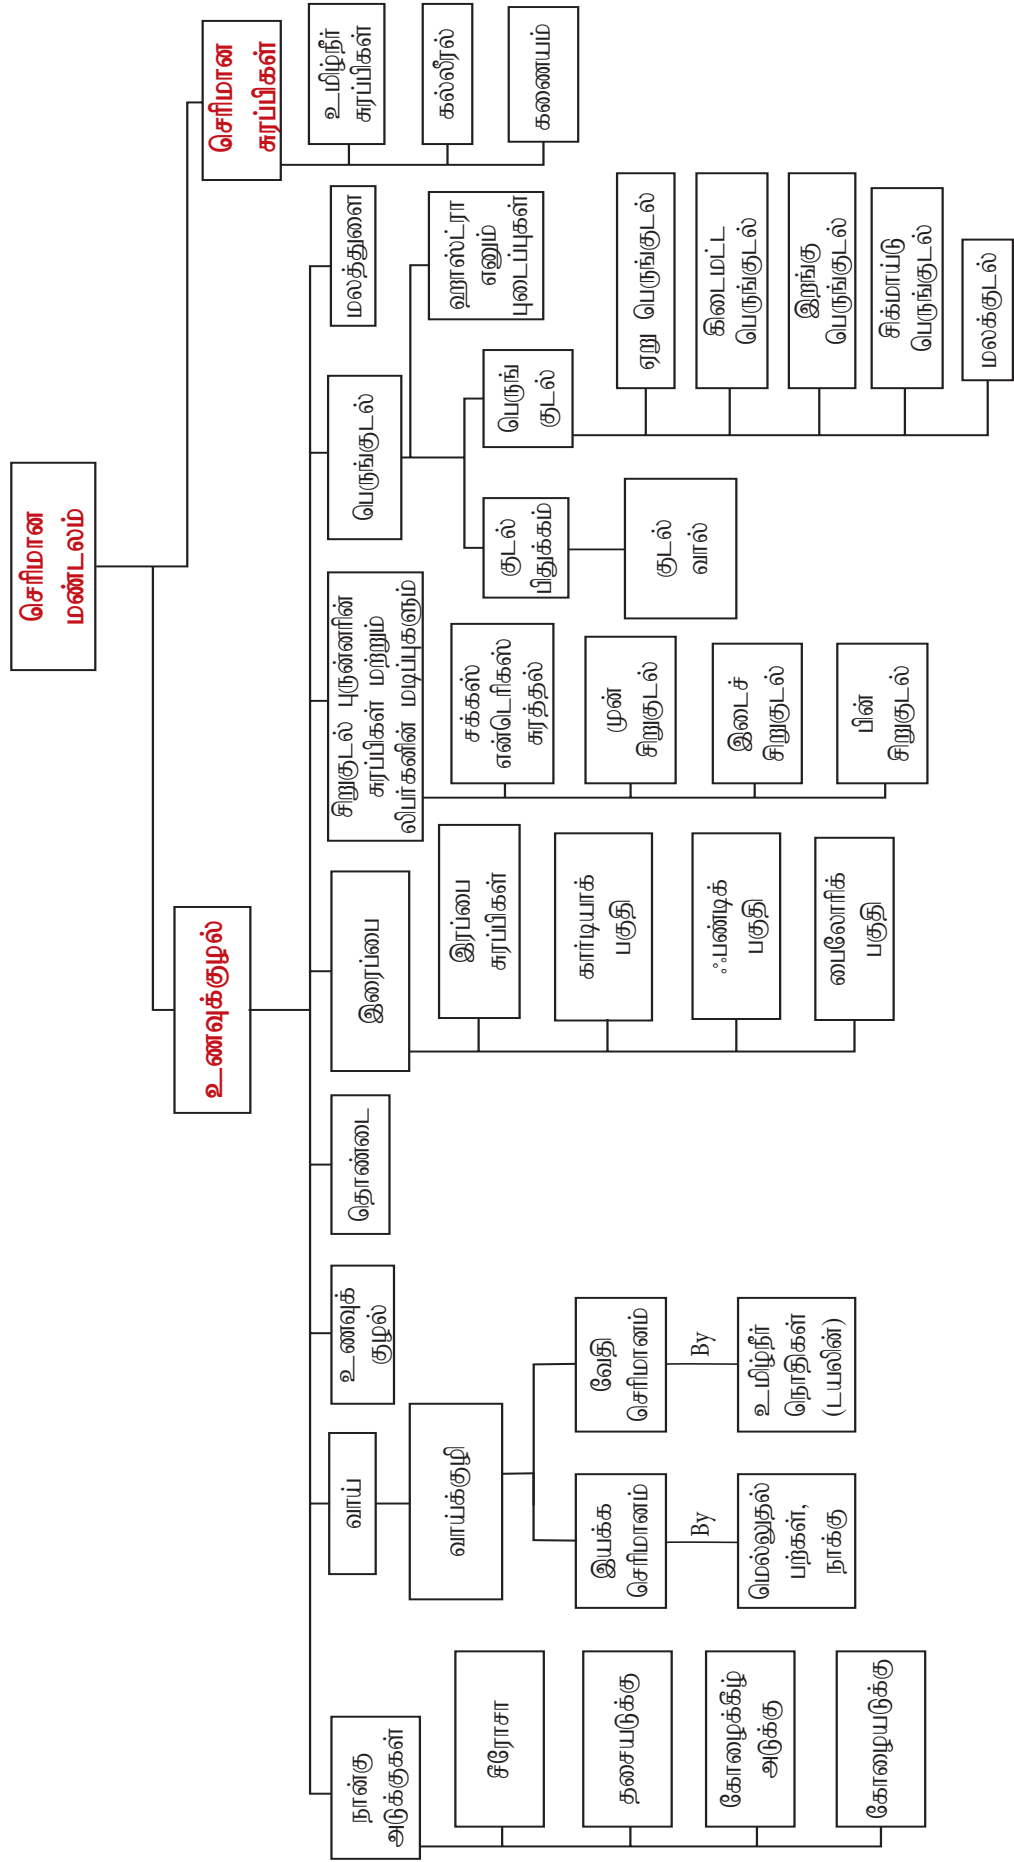 செரிமான
மண்டலம்
உணவுக்குழல்
செரிமான
சுரப்பிகள்
நான்கு
அடுக்குகள்
வாய்
உணவுக்
குழல்
தொண்டை
இரைப்பை
சிறுகுடல் புருன்னரின்
சுரப்பிகள் மற்றும்
லிபர்கனின் மடிப்புகளும்
பெருங்குடல்
மலத்துளை
உமிழ்நீர்
சுரப்பிகள்
கல்லீரல்
கணையம்
சீரோசா
தசையடுக்கு
கோழைக்கீழ்
அடுக்கு
கோழையடுக்கு
வாய்க்குழி
இயக்க
செரிமானம்
By
மெல்லுதல்
பற்கள்,
நாக்கு
வேதி
செரிமானம்
By
உமிழ்நீர்
நொதிகள்
(டயலின்)
இரப்பை
சுரப்பிகள்
கார்டியாக்
பகுதி
ஃபண்டிக்
பகுதி
பைலோரிக்
பகுதி
சக்கஸ்
என்டெரிகஸ்
சுரத்தல்
முன்
சிறுகுடல்
இடைச்
சிறுகுடல்
பின்
சிறுகுடல்
ஹாஸ்ட்ரா
எனும்
புடைப்புகள்
குடல்
பிதுக்கம்
குடல்
வால்
பெருங்
குடல்
ஏறு பெருங்குடல்
கிடைமட்ட
பெருங்குடல்
இறங்கு
பெருங்குடல்
சிக்மாய்டு
பெருங்குடல்
மலக்குடல்